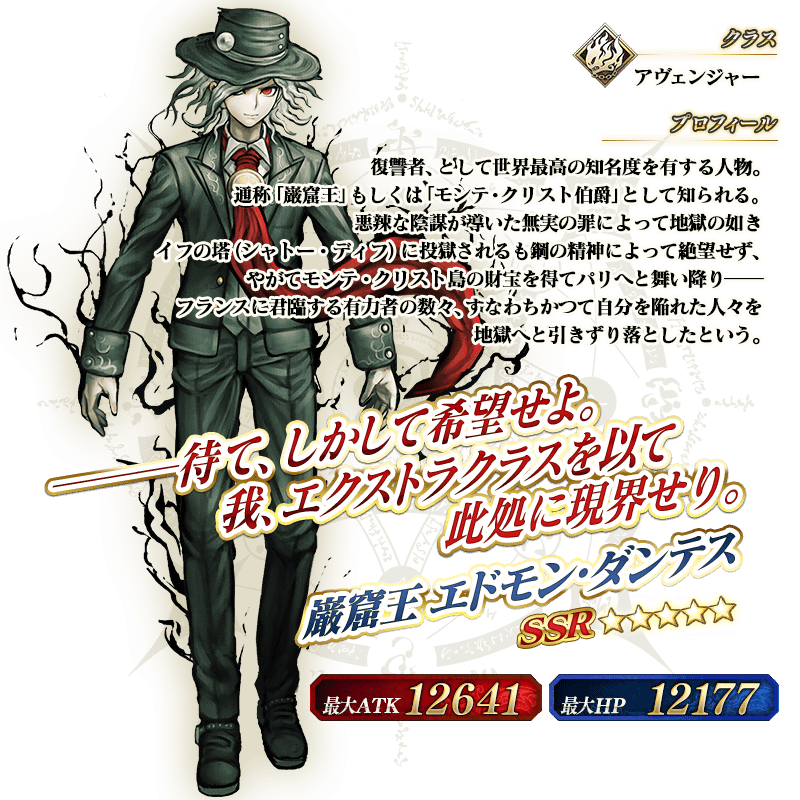 クラス
アヴェンジャー
プロフィール
復讐者、として世界最高の知名度を有する人物。
通称「巌窟王」もしくは「モンテ・クリスト伯爵」として知られる。
悪辣な陰謀が導いた無実の罪によって地獄の如き
イフの塔(シャトー・ディフ)に投獄されるも鋼の精神によって絶望せず、
やがてモンテ・クリスト島の財宝を得てパリへと舞い降り——
フランスに君臨する有力者の数々、すなわちかつて自分を陥れた人々を
地獄へと引きずり落としたという。
———待て、しかして希望せよ。
我、エクストラクラスを以て
此処に現界せり。
巌窟王 エドモン・ダンテス
SSR ☆☆☆☆☆
最大ATK 12641
最大HP 12177